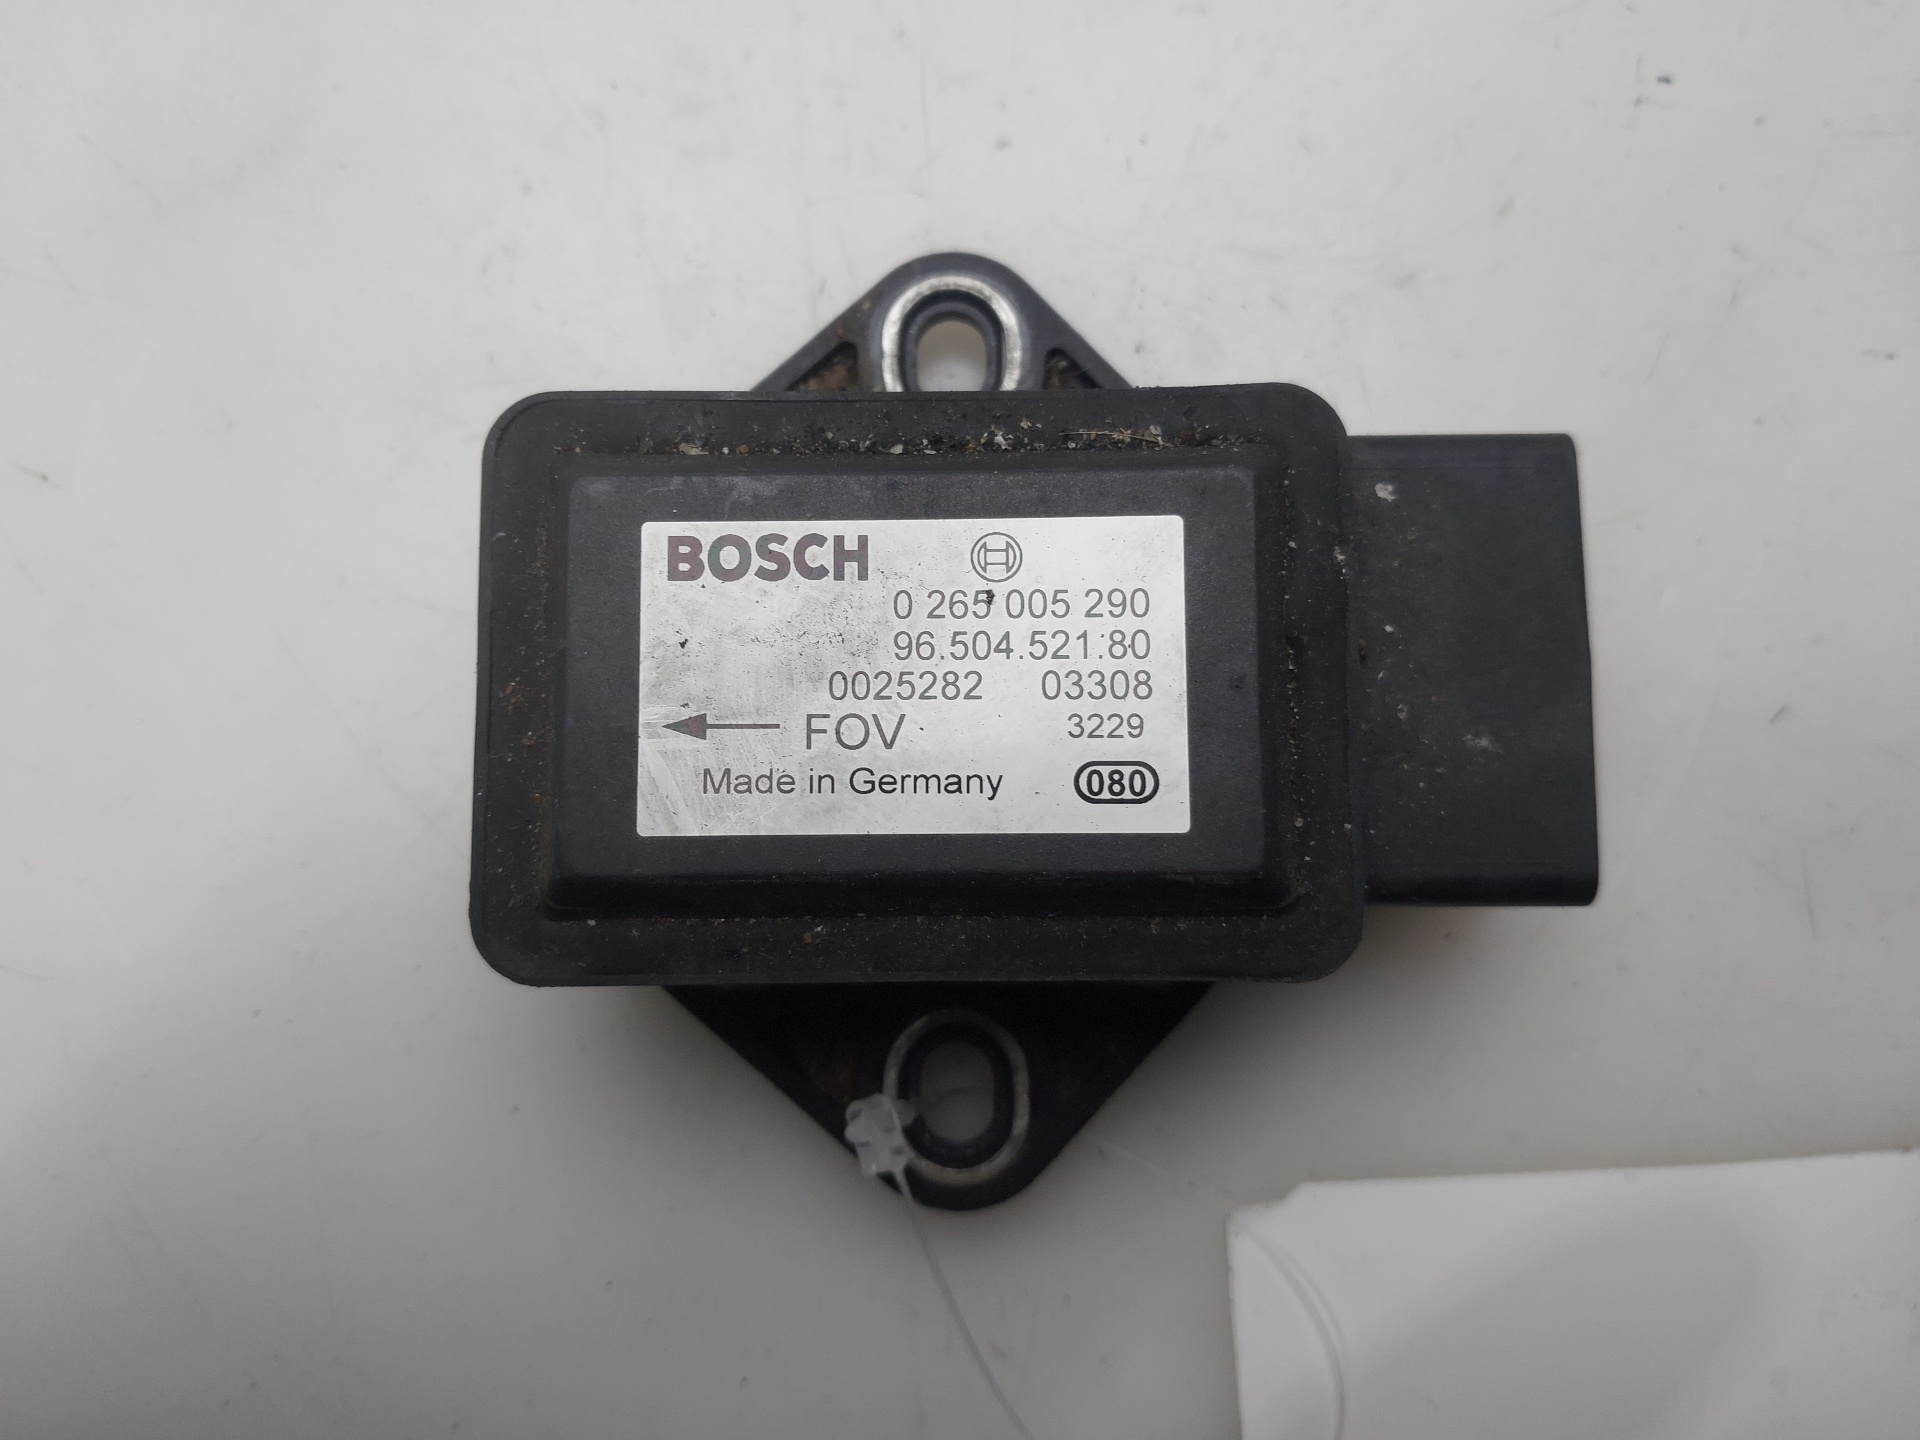 BOSCH
0 265 005 290
96.504.521.80
0025282 03308
FOV 3229
Made in Germany 080